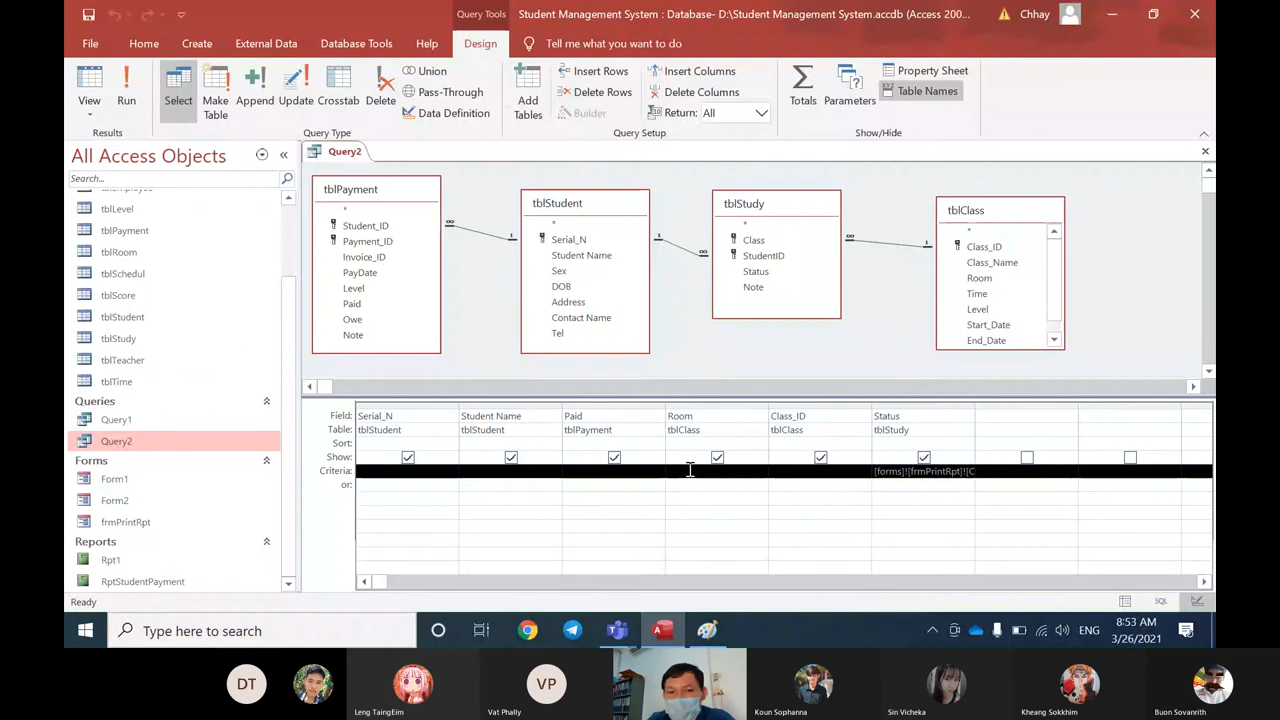 Query Tools
Student Management System : Database- D:\Student Management System.accdb (Access 200...
Chhay
File
Home
Create
External Data
Database Tools
Help
Design
Tell me what you want to do
View
Run
Select
Make Table
Append
Update
Crosstab
Delete
Union
Pass-Through
Data Definition
Add Tables
Insert Rows
Delete Rows
Builder
Insert Columns
Delete Columns
Return: All
Totals
Parameters
Property Sheet
Table Names
Results
Query Type
Query Setup
Show/Hide
All Access Objects
Search...
tblEmployee
tblLevel
tblPayment
tblRoom
tblSchedul
tblScore
tblStudent
tblStudy
tblTeacher
tblTime
Queries
Query1
Query2
Forms
Form1
Form2
frmPrintRpt
Reports
Rpt1
RptStudentPayment
Query2
tblPayment
*
Student_ID
Payment_ID
Invoice_ID
PayDate
Level
Paid
Owe
Note
∞
1
tblStudent
*
Serial_N
Student Name
Sex
DOB
Address
Contact Name
Tel
1
∞
tblStudy
*
Class
StudentID
Status
Note
∞
1
tblClass
*
Class_ID
Class_Name
Room
Time
Level
Start_Date
End_Date
Field: Serial_N Student Name Paid Room Class_ID Status
Table: tblStudent tblStudent tblPayment tblClass tblClass tblStudy
Sort:
Show:
Criteria: [forms]![frmPrintRpt]![C
or:
Ready
SQL
Type here to search
ENG
8:53 AM
3/26/2021
DT
Leng TaingEim
VP
Vat Phally
Koun Sophanna
Sin Vicheka
Kheang Sokkhim
Buon Sovanrith